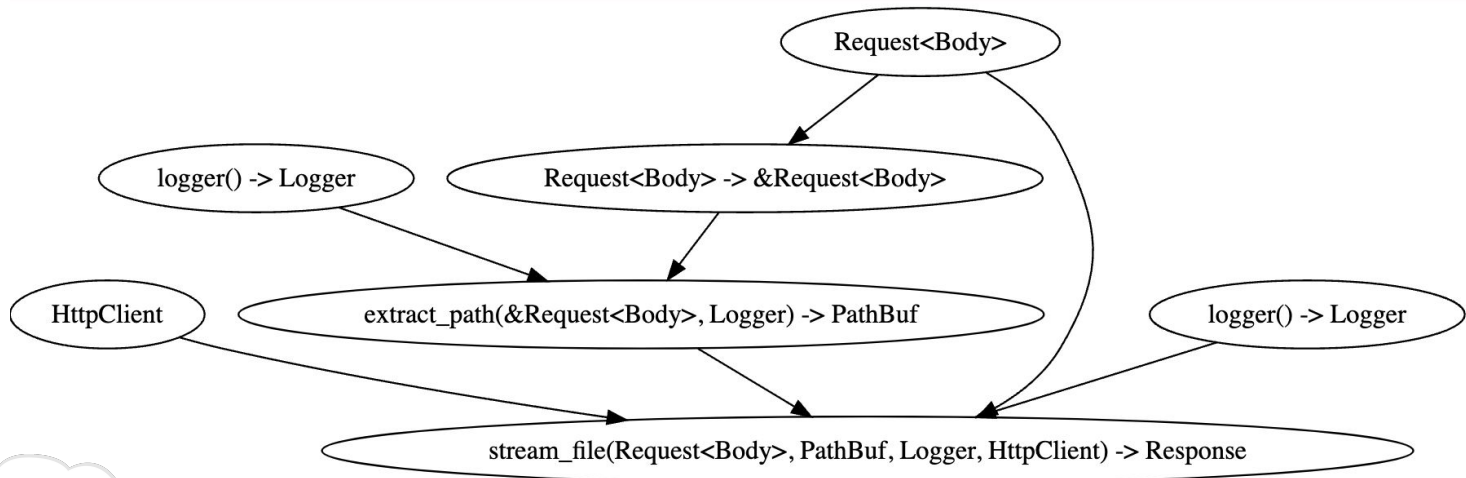 Request<Body>
logger() -> Logger
Request<Body> -> &Request<Body>
HttpClient
extract_path(&Request<Body>, Logger) -> PathBuf
logger() -> Logger
stream_file(Request<Body>, PathBuf, Logger, HttpClient) -> Response